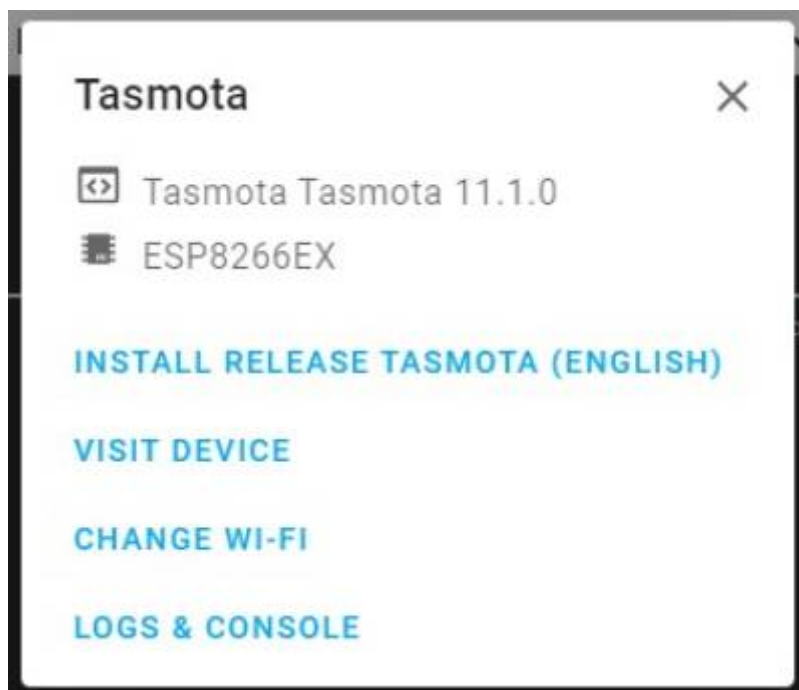 Tasmota
Tasmota Tasmota 11.1.0
ESP8266EX
INSTALL RELEASE TASMOTA (ENGLISH)
VISIT DEVICE
CHANGE WI-FI
LOGS & CONSOLE